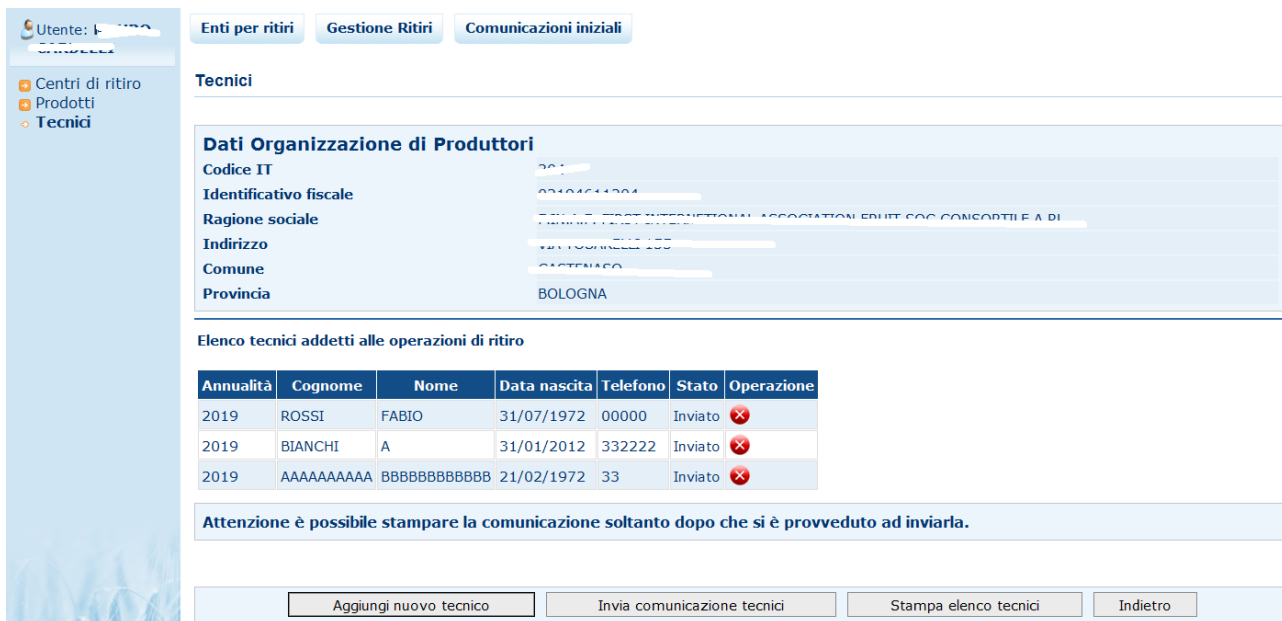 Utente:
Enti per ritiri Gestione Ritiri Comunicazioni iniziali
Centri di ritiro
Prodotti
Tecnici
Tecnici
Dati Organizzazione di Produttori
Codice IT
Identificativo fiscale
Ragione sociale
Indirizzo
Comune
Provincia BOLOGNA
Elenco tecnici addetti alle operazioni di ritiro
Annualità Cognome Nome Data nascita Telefono Stato Operazione
2019 ROSSI FABIO 31/07/1972 00000 Inviato
2019 BIANCHI A 31/01/2012 332222 Inviato
2019 AAAAAAAAAA BBBBBBBBBBBB 21/02/1972 33 Inviato
Attenzione è possibile stampare la comunicazione soltanto dopo che si è provveduto ad inviarla.
Aggiungi nuovo tecnico Invia comunicazione tecnici Stampa elenco tecnici Indietro